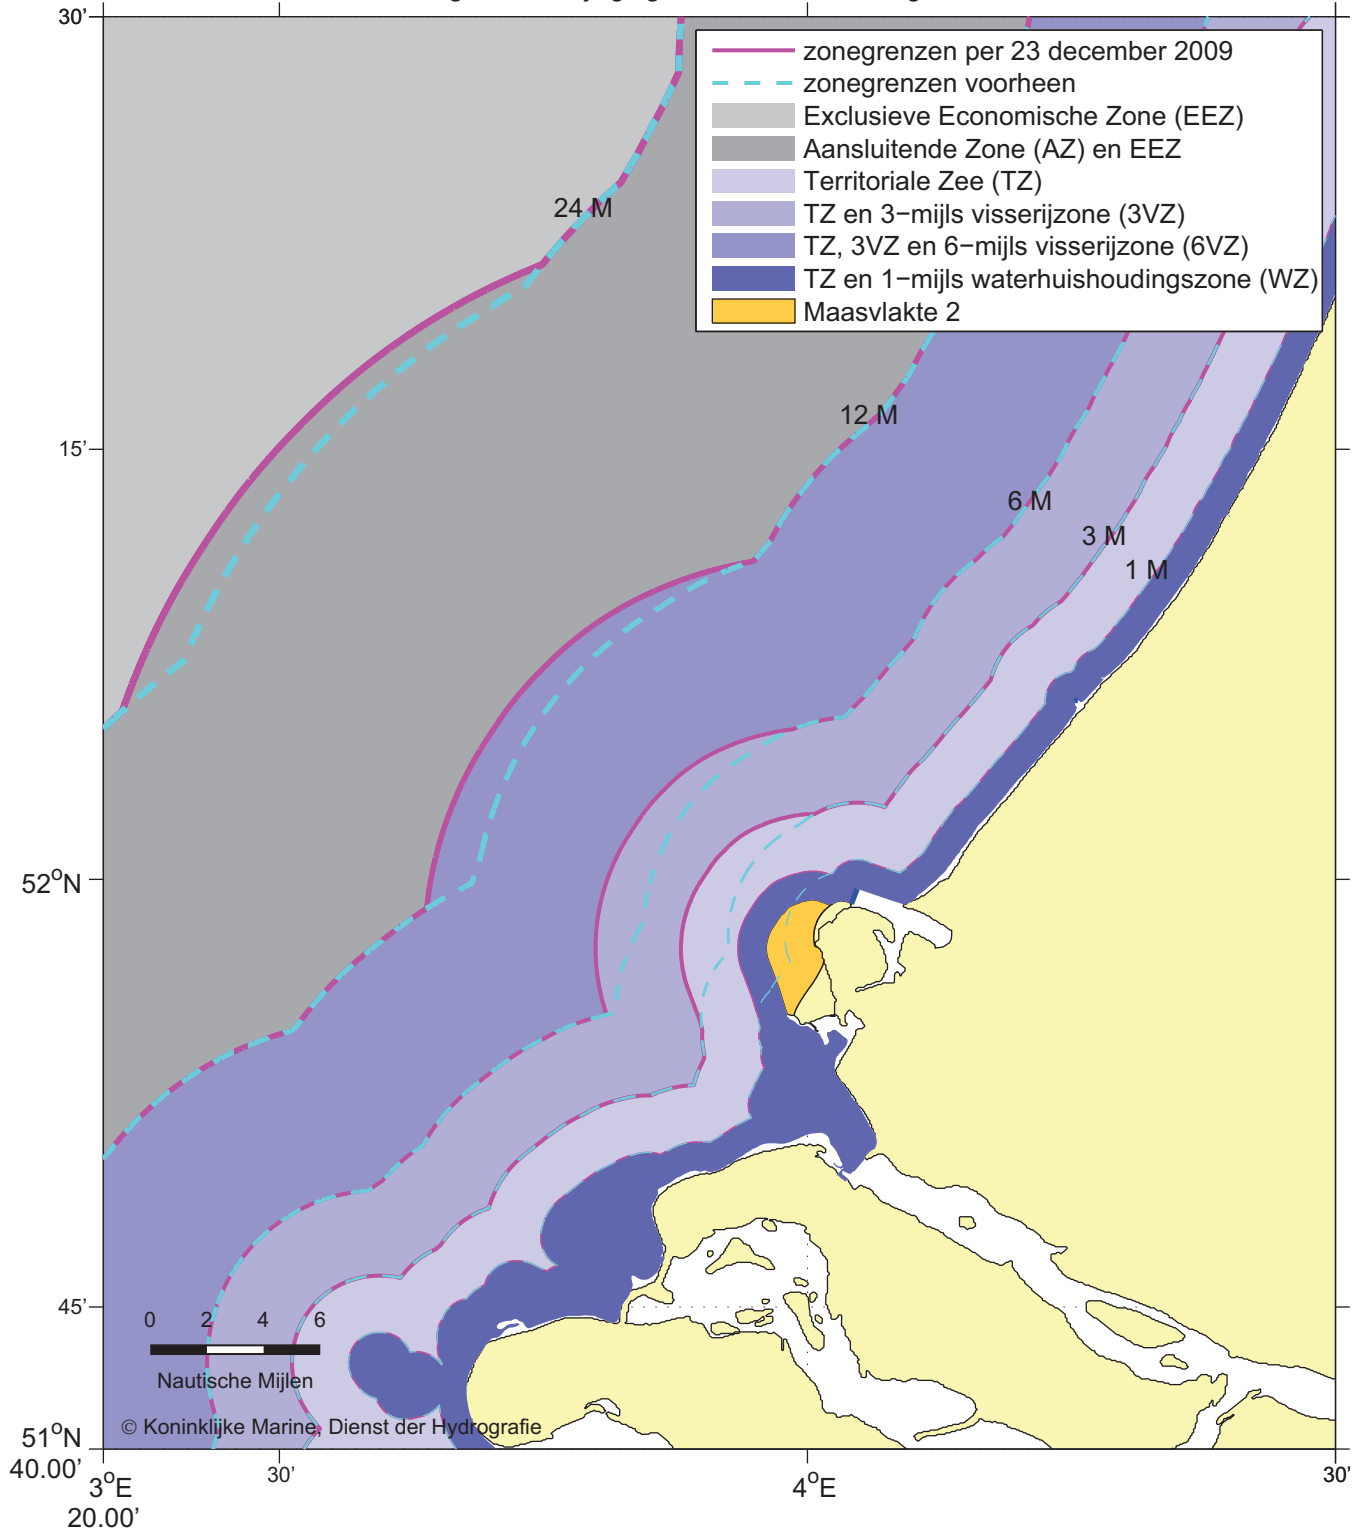 30'
zonegrenzen per 23 december 2009
zonegrenzen voorheen
Exclusieve Economische Zone (EEZ)
Aansluitende Zone (AZ) en EEZ
Territoriale Zee (TZ)
TZ en 3−mijls visserijzone (3VZ)
TZ, 3VZ en 6−mijls visserijzone (6VZ)
TZ en 1−mijls waterhuishoudingszone (WZ)
Maasvlakte 2
24 M
12 M
15'
6 M
3 M
1 M
52°N
45'
0 2 4 6
Nautische Mijlen
© Koninklijke Marine, Dienst der Hydrografie
51°N
40.00'
3°E
20.00'
30'
4°E
30'